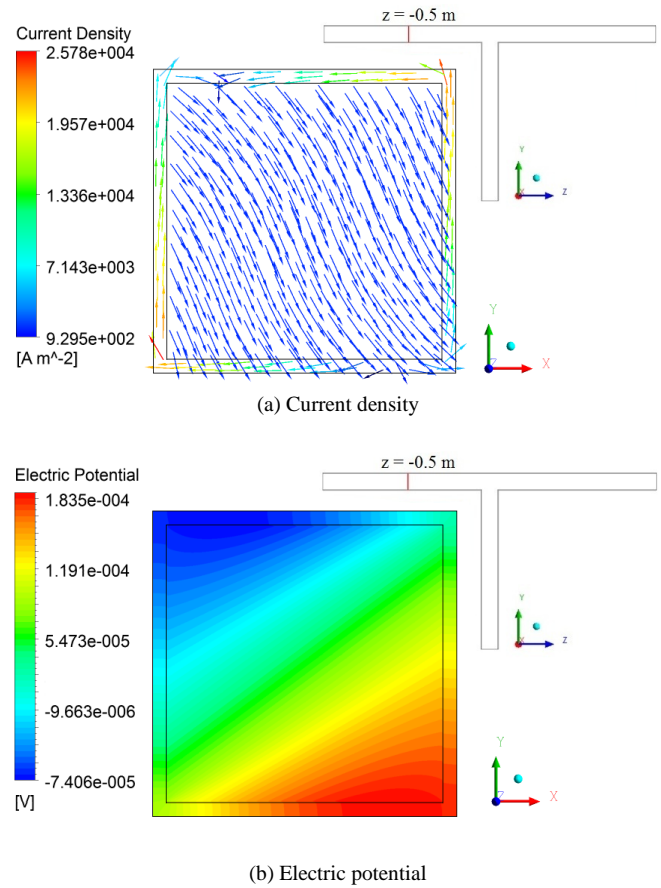 z = -0.5 m
Current Density
2.578e+004
1.957e+004
1.336e+004
7.143e+003
9.295e+002
[A m^-2]
Y
X
Z
Y
Z
X
(a) Current density
z = -0.5 m
Electric Potential
1.835e-004
1.191e-004
5.473e-005
-9.663e-006
-7.406e-005
[V]
Y
X
Z
Y
Z
X
(b) Electric potential